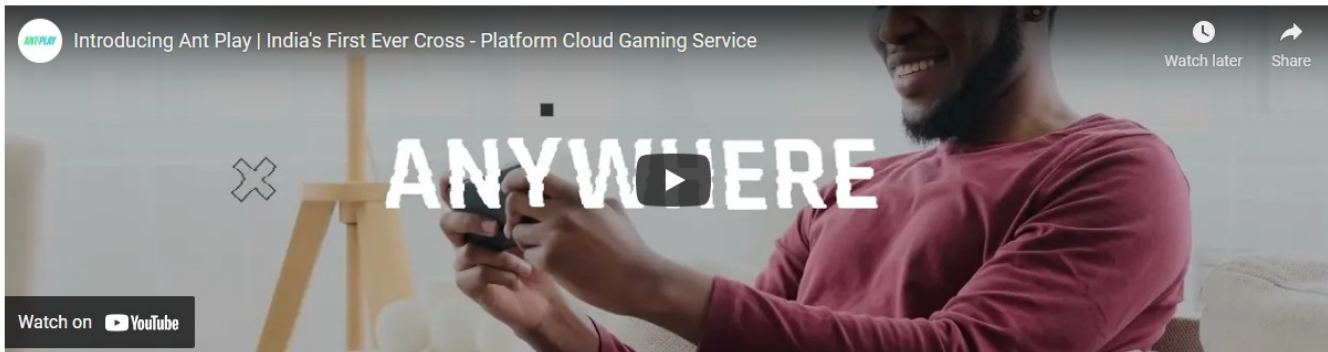 ANT PLAY
Introducing Ant Play | India's First Ever Cross - Platform Cloud Gaming Service
Watch later
Share
ANYWHERE
Watch on YouTube